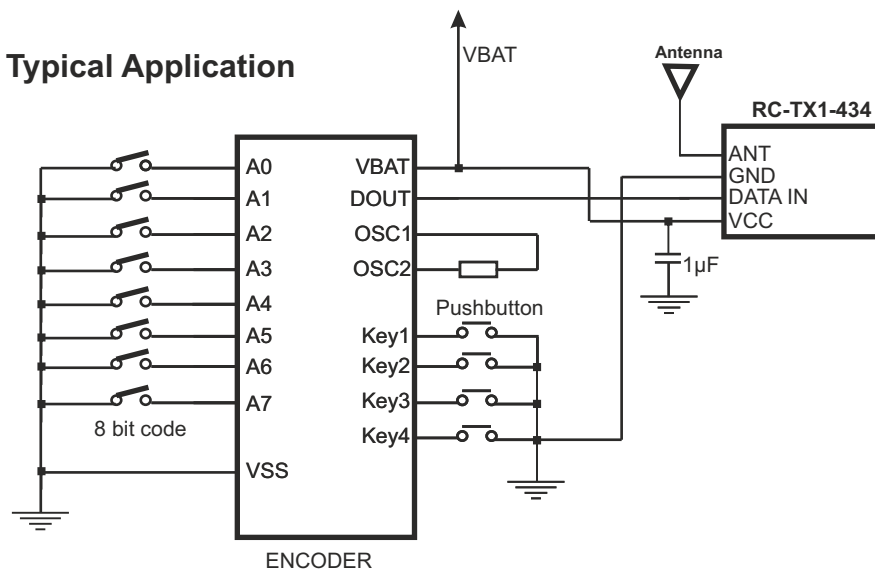 Typical Application
VBAT
Antenna
RC-TX1-434
ANT
GND
DATA IN
VCC
1µF
A0
A1
A2
A3
A4
A5
A6
A7
VSS
VBAT
DOUT
OSC1
OSC2
Key1
Key2
Key3
Key4
Pushbutton
8 bit code
ENCODER